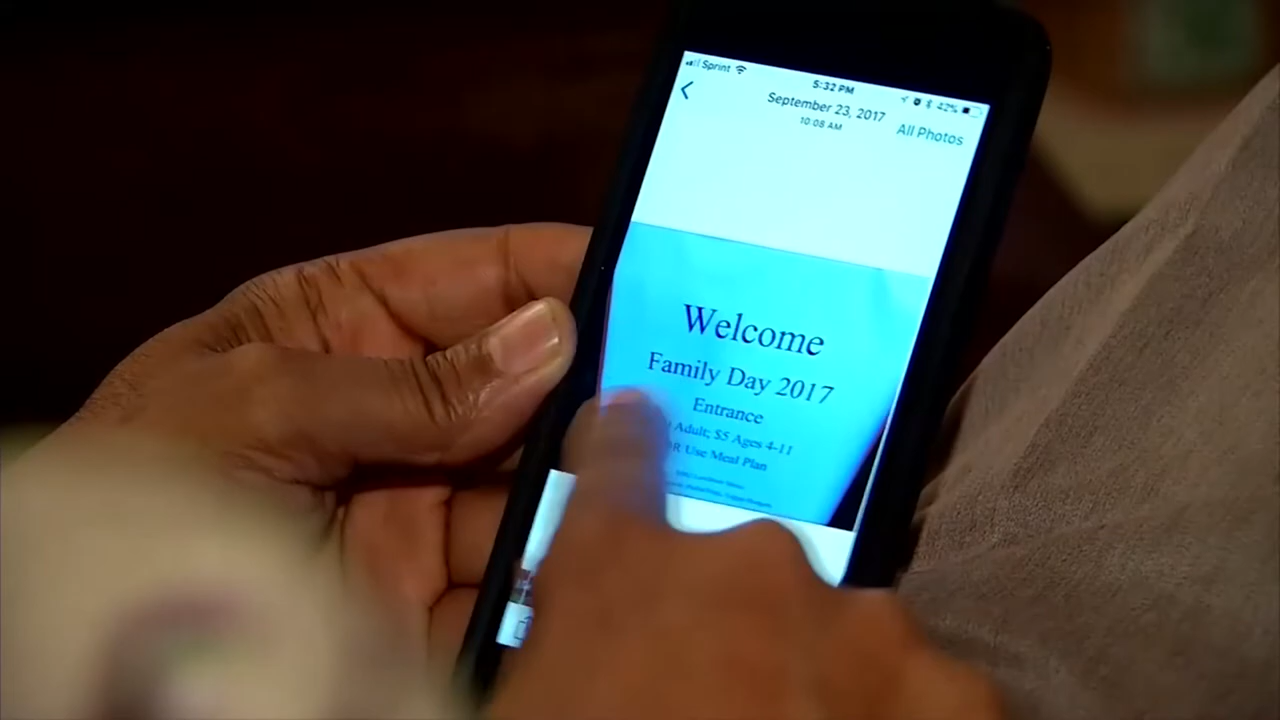 Sprint
5:32 PM
42%
September 23, 2017
10:08 AM
All Photos
Welcome
Family Day 2017
Entrance
Adult; $5 Ages 4-11
Use Meal Plan